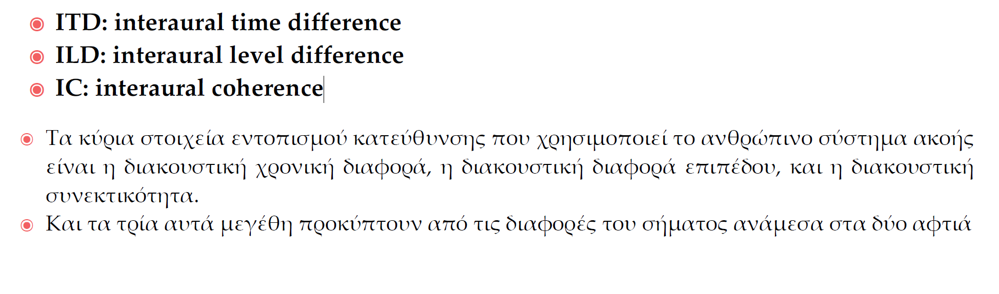 ITD: interaural time difference
ILD: interaural level difference
IC: interaural coherence
Τα κύρια στοιχεία εντοπισμού κατεύθυνσης που χρησιμοποιεί το ανθρώπινο σύστημα ακοής
είναι η διακουστική χρονική διαφορά, η διακουστική διαφορά επιπέδου, και η διακουστική
συνεκτικότητα.
Και τα τρία αυτά μεγέθη προκύπτουν από τις διαφορές του σήματος ανάμεσα στα δύο αφτιά